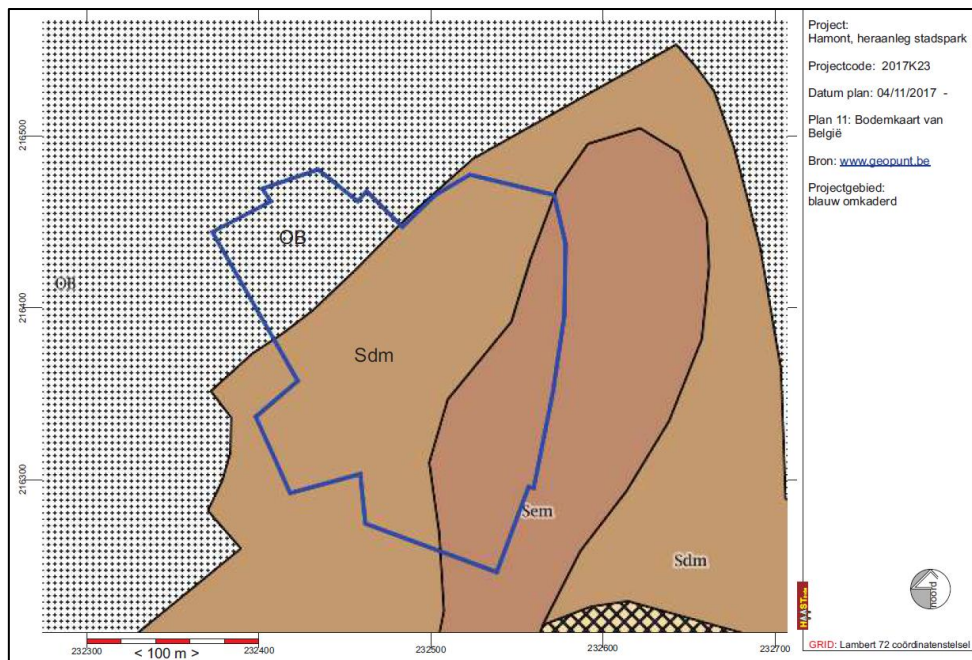 Project:
Hamont, heraanleg stadspark
Projectcode: 2017K23
Datum plan: 04/11/2017 -
Plan 11: Bodemkaart van
België
Bron: www.geopunt.be
Projectgebied:
blauw omkaderd
216500
216400
216300
OB
OB
Sdm
Sem
Sdm
232300
232400
232500
232600
232700
< 100 m >
HAAST
noord
GRID: Lambert 72 coördinatenstelsel